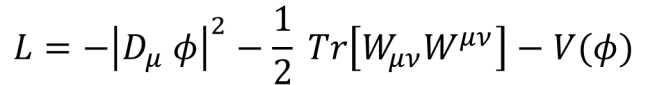 L = −|D_μ ϕ|² − 1/2 Tr[W_μν W^μν] − V(ϕ)